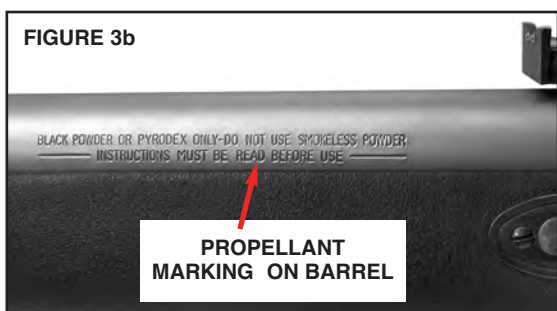 FIGURE 3b
BLACK POWDER OR PYRODEX ONLY-DO NOT USE SMOKELESS POWDER
INSTRUCTIONS MUST BE READ BEFORE USE
PROPELLANT
MARKING ON BARREL